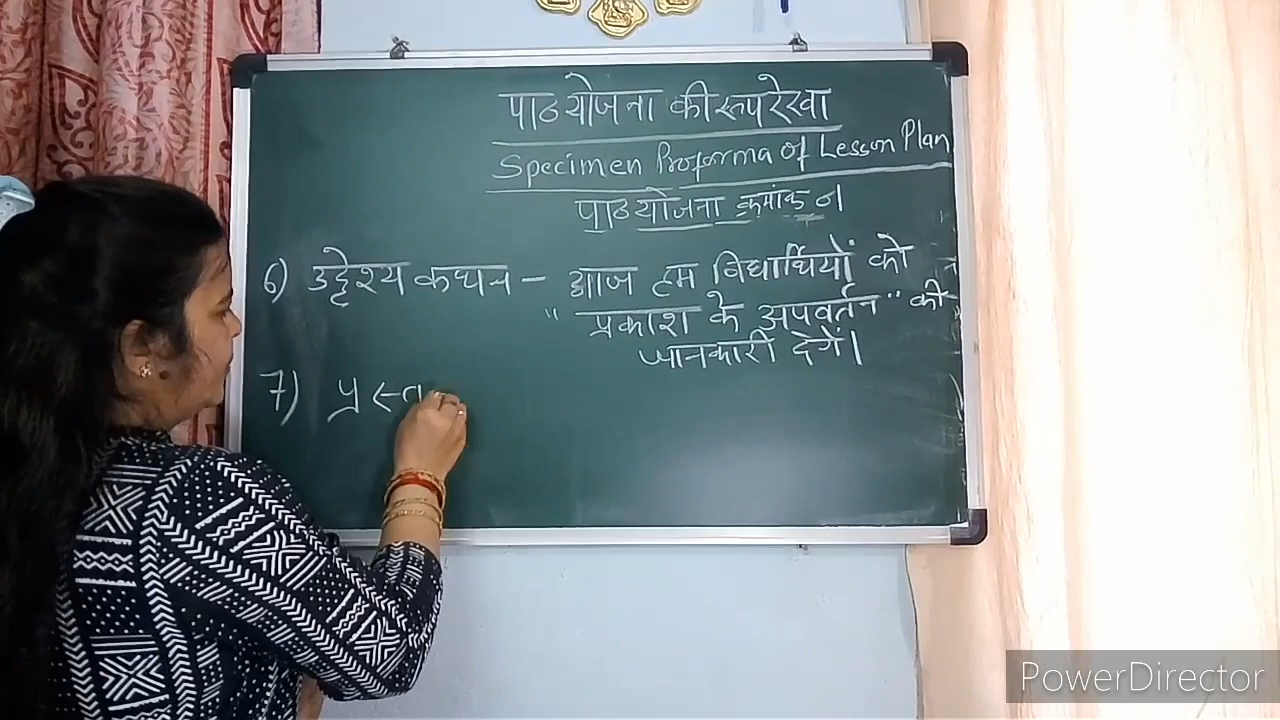 पाठ योजना की रूपरेखा
Specimen Proforma of Lesson Plan
पाठ योजना क्रमांक 01
6) उद्देश्य कथन - आज हम विद्यार्थियों को
" प्रकाश के अपवर्तन " की
जानकारी देगें।
7) प्रस्त
PowerDirector